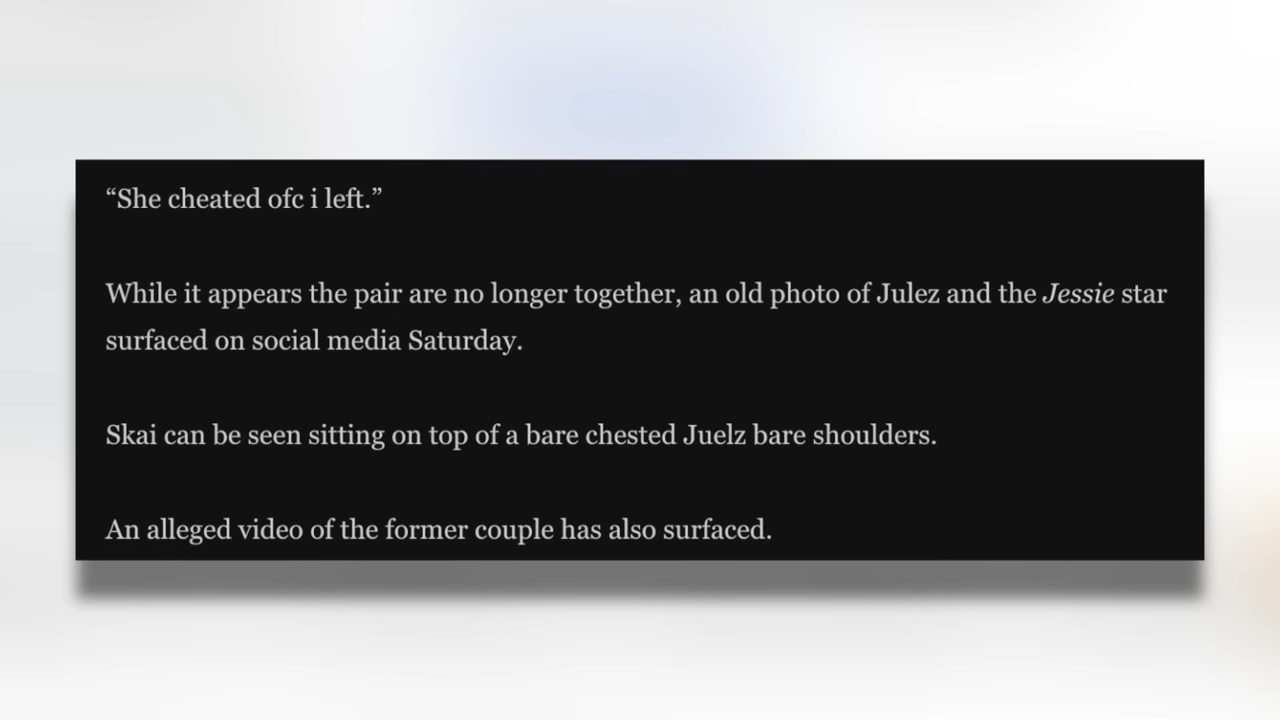 “She cheated ofc i left.”
While it appears the pair are no longer together, an old photo of Julez and the Jessie star
surfaced on social media Saturday.
Skai can be seen sitting on top of a bare chested Juelz bare shoulders.
An alleged video of the former couple has also surfaced.